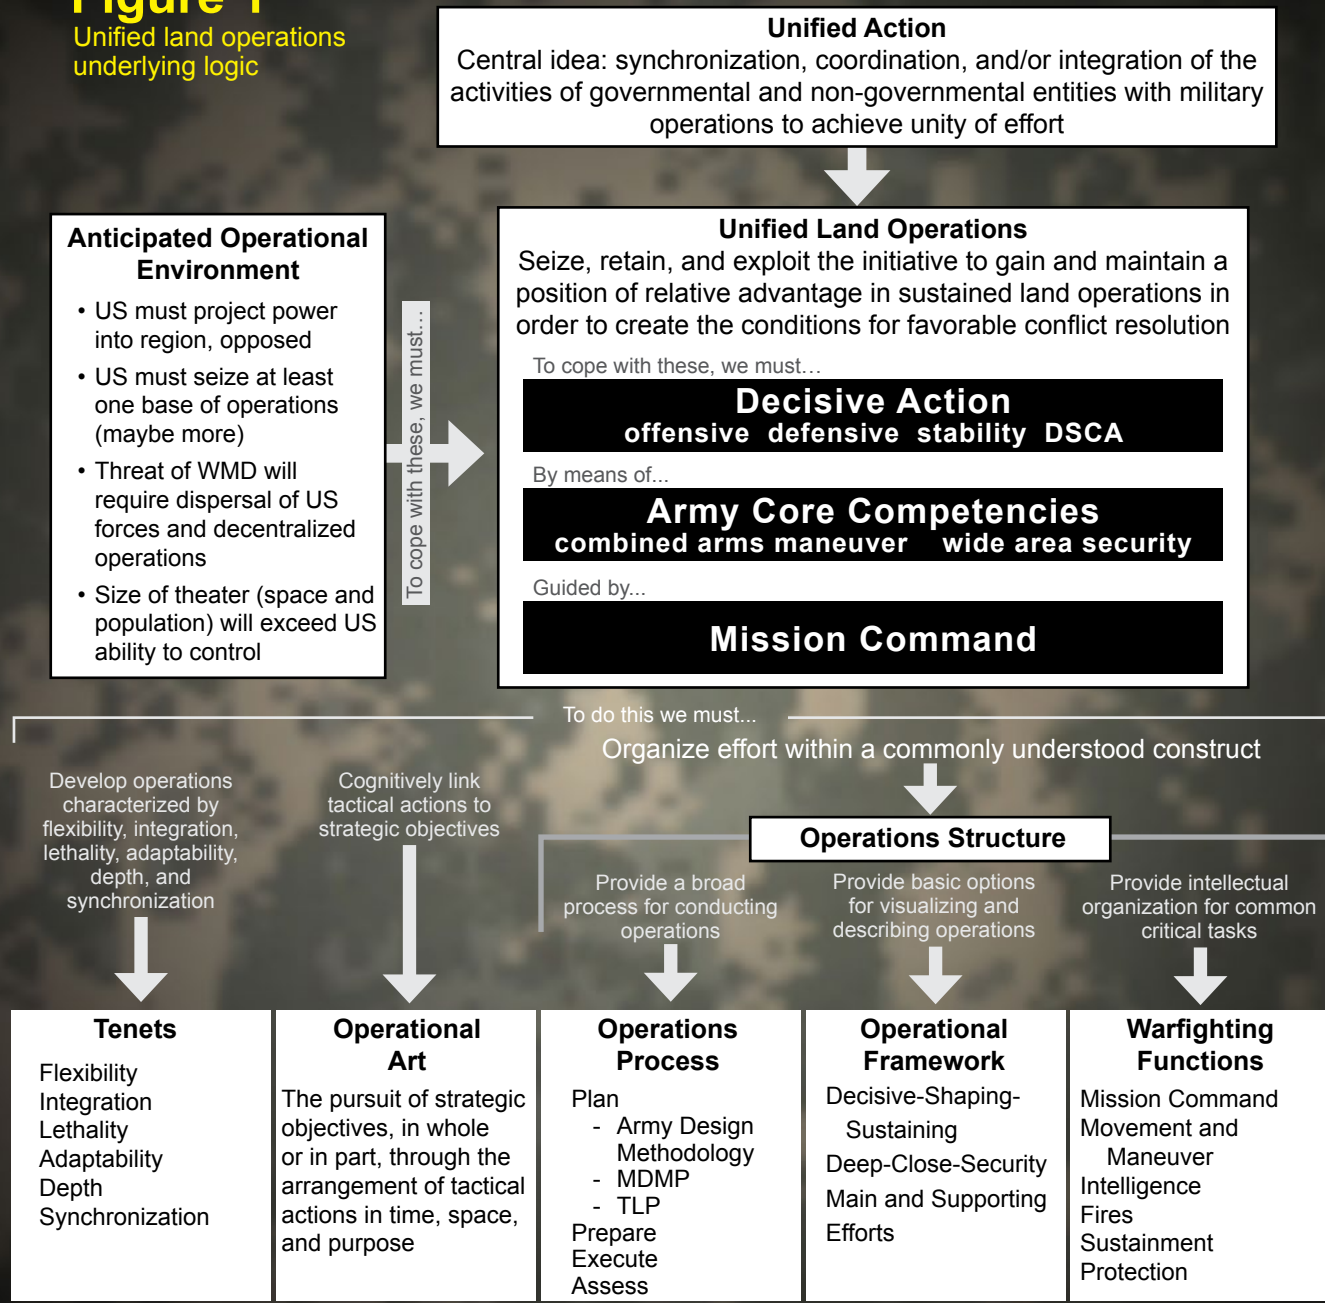 Figure 1
Unified land operations
underlying logic
Unified Action
Central idea: synchronization, coordination, and/or integration of the
activities of governmental and non-governmental entities with military
operations to achieve unity of effort
Anticipated Operational
Environment
• US must project power
into region, opposed
• US must seize at least
one base of operations
(maybe more)
• Threat of WMD will
require dispersal of US
forces and decentralized
operations
• Size of theater (space and
population) will exceed US
ability to control
To cope with these, we must…
Unified Land Operations
Seize, retain, and exploit the initiative to gain and maintain a
position of relative advantage in sustained land operations in
order to create the conditions for favorable conflict resolution
To cope with these, we must…
Decisive Action
offensive defensive stability DSCA
By means of...
Army Core Competencies
combined arms maneuver wide area security
Guided by...
Mission Command
To do this we must...
Organize effort within a commonly understood construct
Develop operations
characterized by
flexibility, integration,
lethality, adaptability,
depth, and
synchronization
Cognitively link
tactical actions to
strategic objectives
Operations Structure
Provide a broad
process for conducting
operations
Provide basic options
for visualizing and
describing operations
Provide intellectual
organization for common
critical tasks
Tenets
Flexibility
Integration
Lethality
Adaptability
Depth
Synchronization
Operational
Art
The pursuit of strategic
objectives, in whole
or in part, through the
arrangement of tactical
actions in time, space,
and purpose
Operations
Process
Plan
- Army Design
Methodology
- MDMP
- TLP
Prepare
Execute
Assess
Operational
Framework
Decisive-Shaping-
Sustaining
Deep-Close-Security
Main and Supporting
Efforts
Warfighting
Functions
Mission Command
Movement and
Maneuver
Intelligence
Fires
Sustainment
Protection